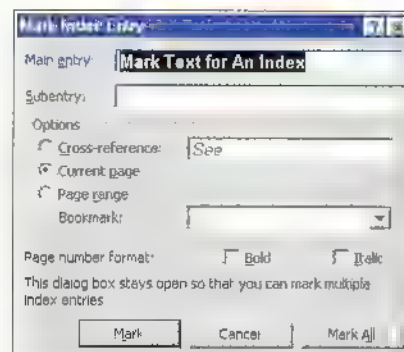 Mark Index Entry
Main entry: Mark Text for An Index
Subentry:
Options
Cross-reference: See
Current page
Page range
Bookmark:
Page number format: Bold Italic
This dialog box stays open so that you can mark multiple
index entries
Mark Cancel Mark All